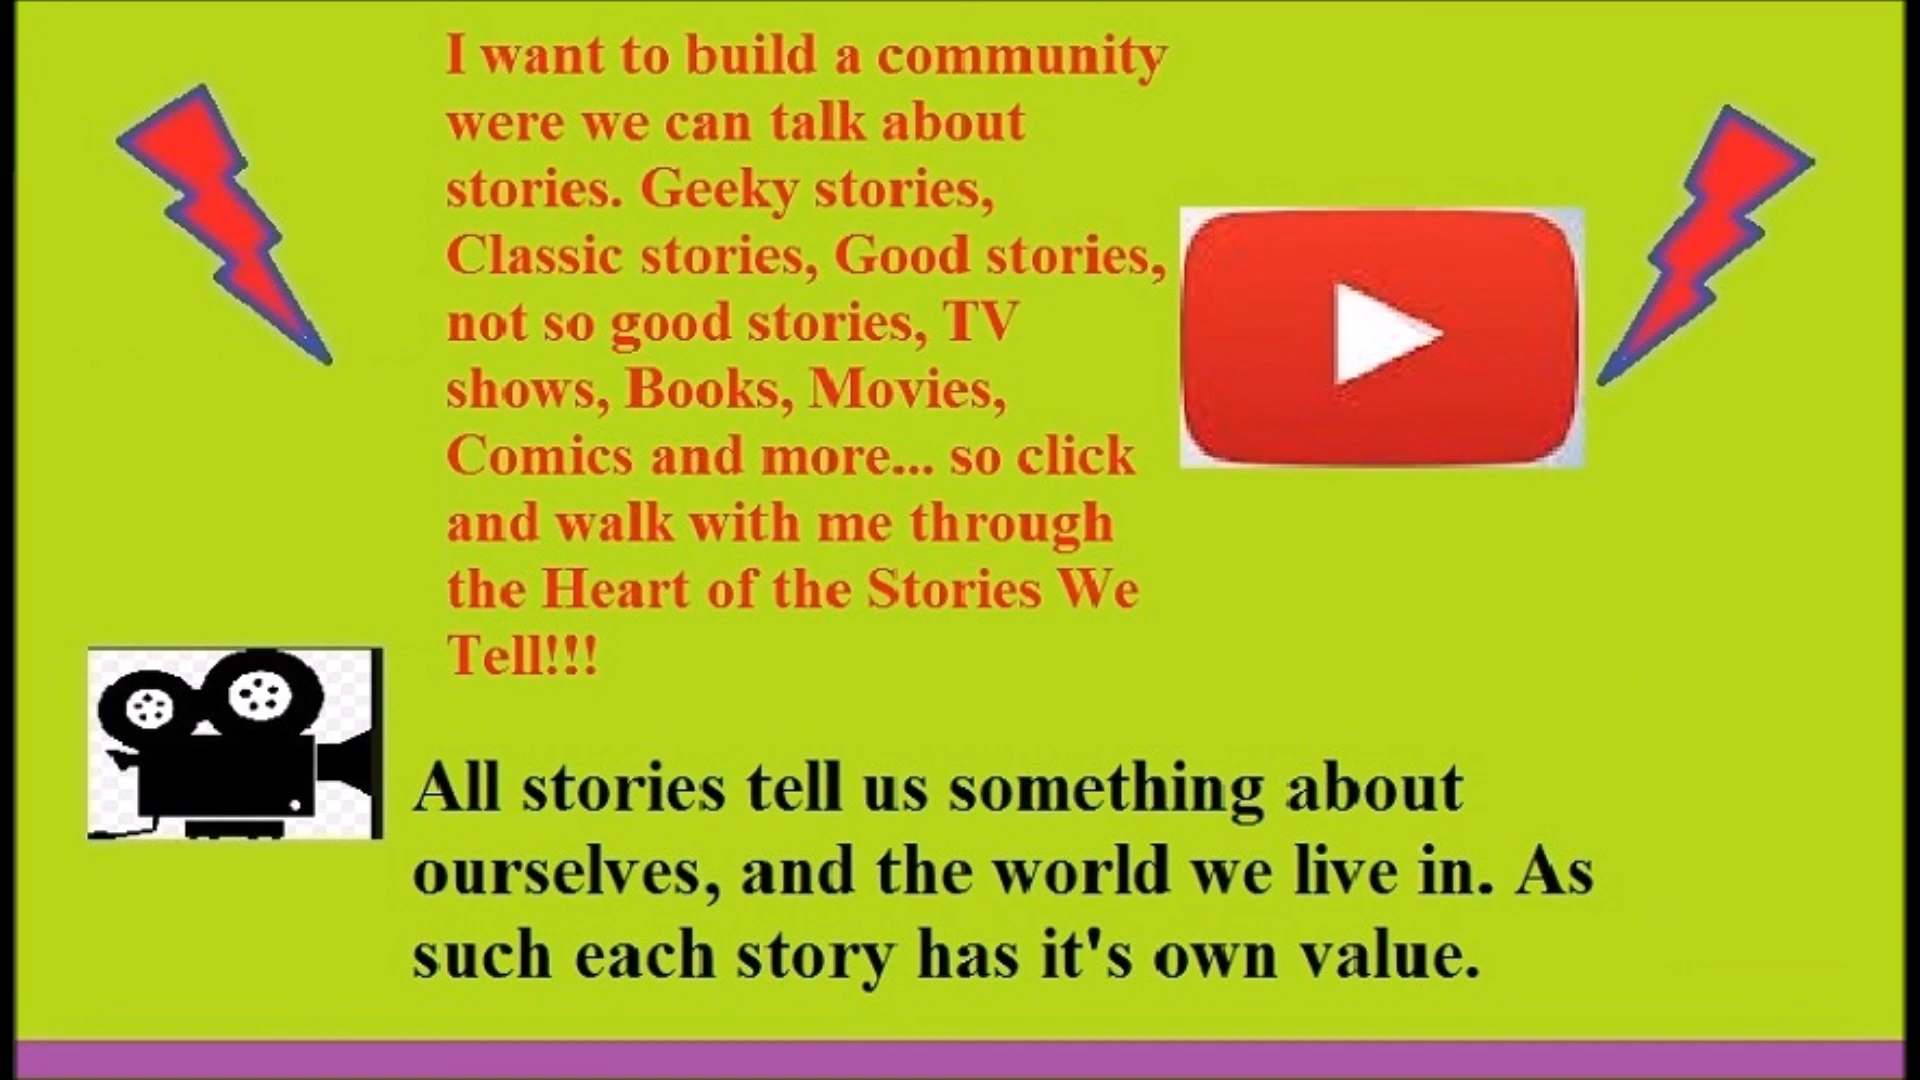 I want to build a community
were we can talk about
stories. Geeky stories,
Classic stories, Good stories,
not so good stories, TV
shows, Books, Movies,
Comics and more... so click
and walk with me through
the Heart of the Stories We
Tell!!!
All stories tell us something about
ourselves, and the world we live in. As
such each story has it's own value.